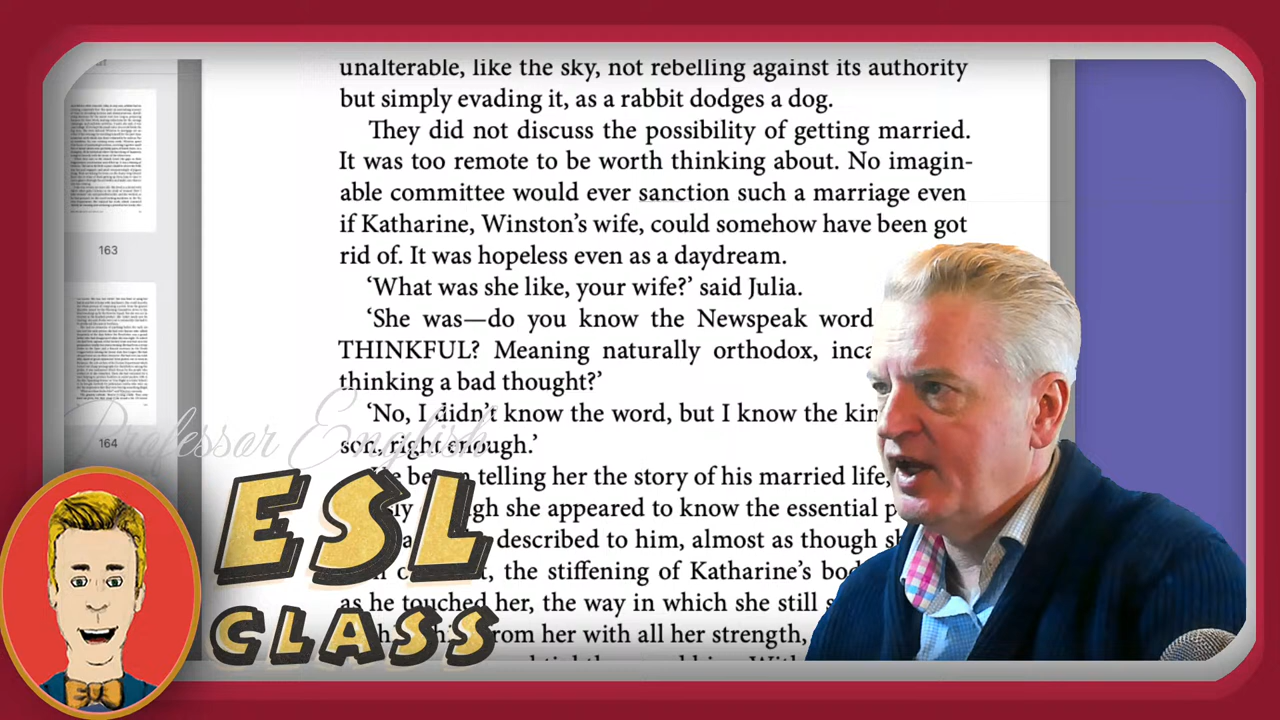 unalterable, like the sky, not rebelling against its authority
but simply evading it, as a rabbit dodges a dog.
They did not discuss the possibility of getting married.
It was too remote to be worth thinking about. No imagin-
able committee would ever sanction such a marriage even
if Katharine, Winston's wife, could somehow have been got
rid of. It was hopeless even as a daydream.
'What was she like, your wife?' said Julia.
'She was—do you know the Newspeak word
THINKFUL? Meaning naturally orthodox,
thinking a bad thought?'
'No, I didn't know the word, but I know the
son, right enough.'
telling her the story of his married life,
she appeared to know the essential
described to him, almost as though
the stiffening of Katharine's
as he touched her, the way in which she still
from her with all her strength,
163
164
Professor English
ESL
CLASS